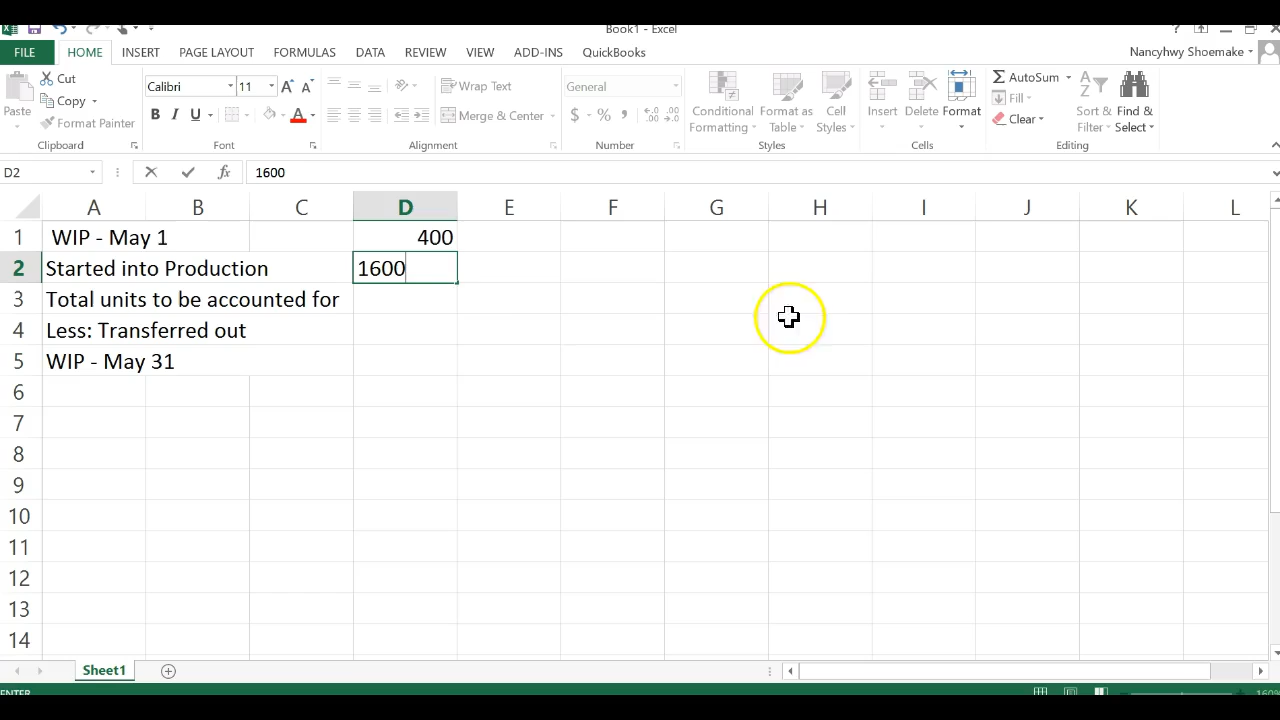 Book1 - Excel
?
FILE HOME INSERT PAGE LAYOUT FORMULAS DATA REVIEW VIEW ADD-INS QuickBooks Nancyhwy Shoemake
Paste Cut Calibri 11 A A Wrap Text General Conditional Formatting Format as Table Cell Styles Insert Delete Format AutoSum Sort & Filter Find & Select
Copy B I U A Merge & Center $ % , Fill
Format Painter Clear
Clipboard Font Alignment Number Styles Cells Editing
D2 fx 1600
A B C D E F G H I J K L
1 WIP - May 1 400
2 Started into Production 1600
3 Total units to be accounted for
4 Less: Transferred out
5 WIP - May 31
6
7
8
9
10
11
12
13
14
Sheet1
ENTER 160%